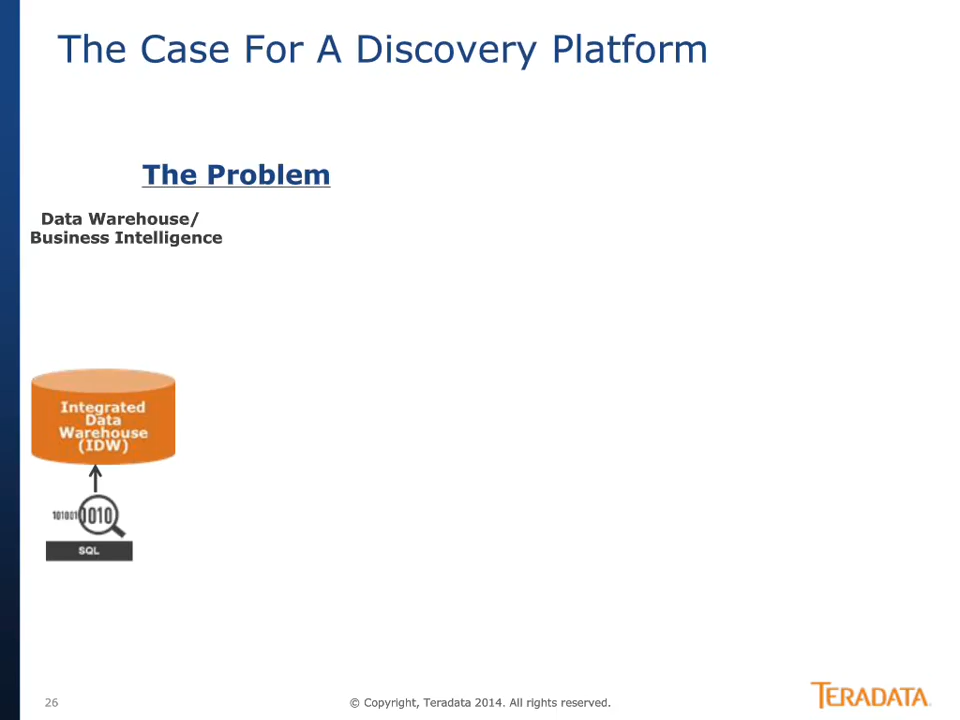 The Case For A Discovery Platform
The Problem
Data Warehouse/
Business Intelligence
Integrated
Data
Warehouse
(IDW)
101001 1010
SQL
26
© Copyright, Teradata 2014. All rights reserved.
TERADATA.